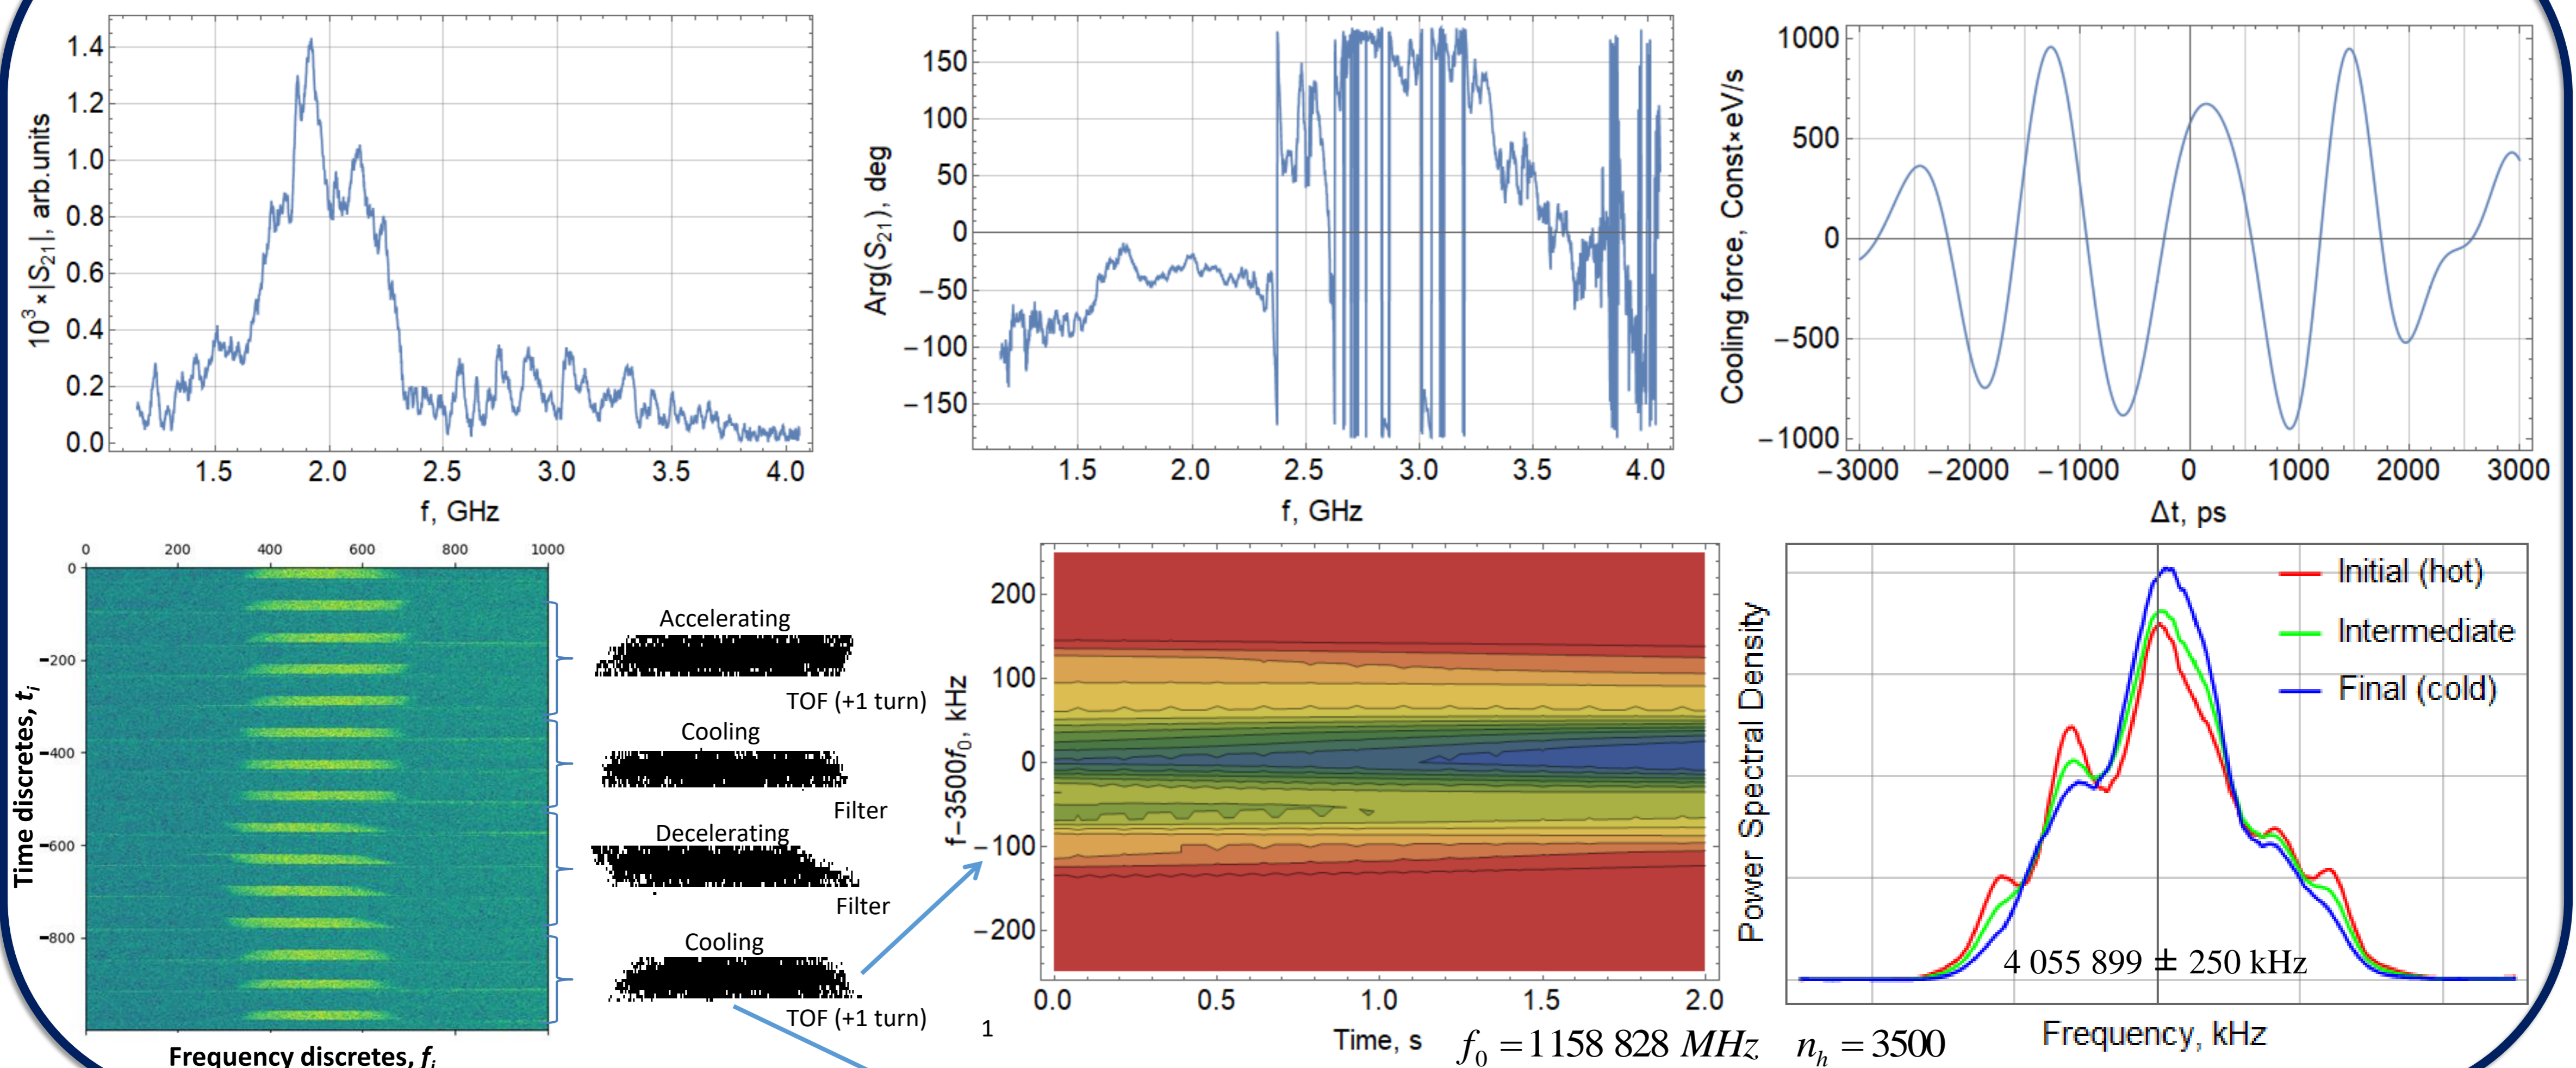 1.4
1.2
1.0
0.8
0.6
0.4
0.2
0.0
10³×|S₂₁|, arb.units
1.5 2.0 2.5 3.0 3.5 4.0
f, GHz
150
100
50
0
−50
−100
−150
Arg(S₂₁), deg
1.5 2.0 2.5 3.0 3.5 4.0
f, GHz
1000
500
0
−500
−1000
Cooling force, Const×eV/s
−3000 −2000 −1000 0 1000 2000 3000
Δt, ps
0 200 400 600 800 1000
0
−200
−400
−600
−800
Time discretes, tᵢ
Frequency discretes, fᵢ
Accelerating
TOF (+1 turn)
Cooling
Filter
Decelerating
Filter
Cooling
TOF (+1 turn)
1
200
100
0
−100
−200
f−3500f₀, kHz
0.0 0.5 1.0 1.5 2.0
Time, s
f₀ = 1158 828 MHz nₕ = 3500
Power Spectral Density
Initial (hot)
Intermediate
Final (cold)
4 055 899 ± 250 kHz
Frequency, kHz